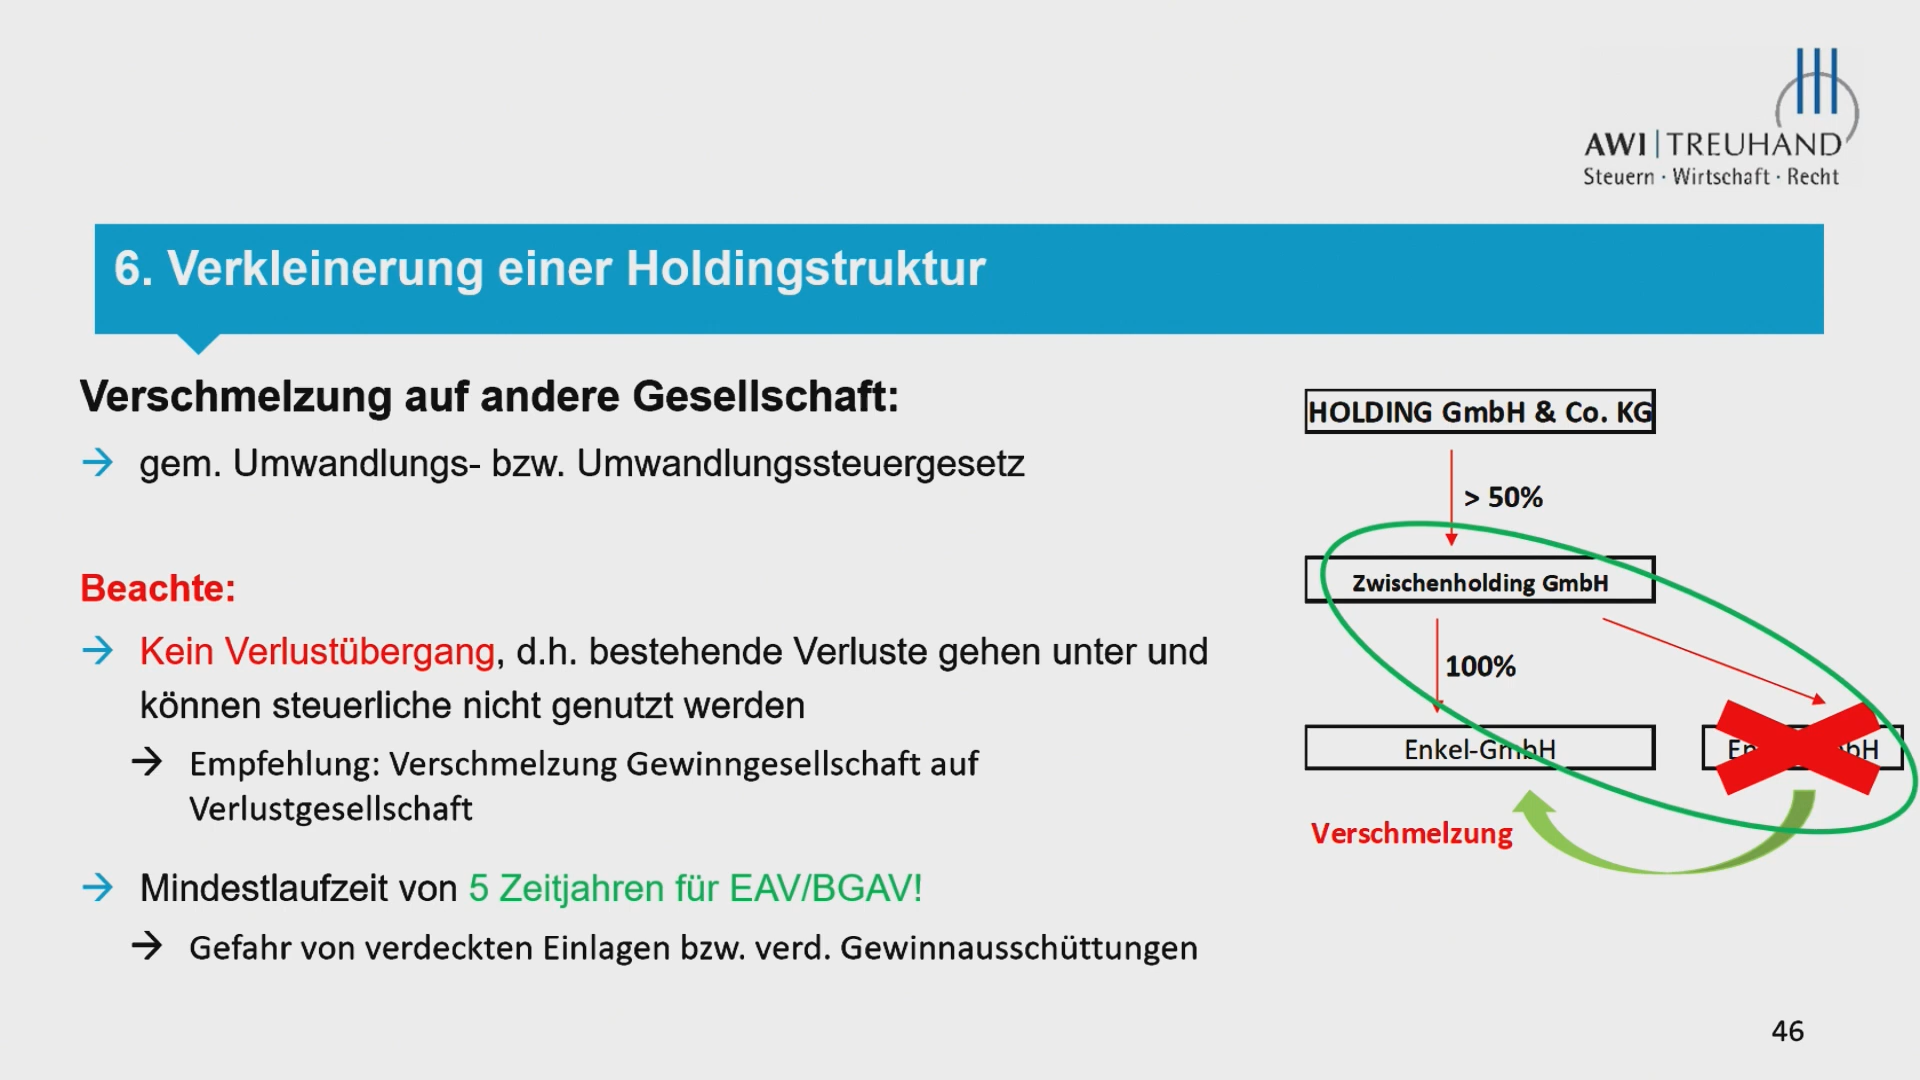 AWI | TREUHAND
Steuern · Wirtschaft · Recht
6. Verkleinerung einer Holdingstruktur
Verschmelzung auf andere Gesellschaft:
→ gem. Umwandlungs- bzw. Umwandlungssteuergesetz
Beachte:
→ Kein Verlustübergang, d.h. bestehende Verluste gehen unter und
können steuerliche nicht genutzt werden
→ Empfehlung: Verschmelzung Gewinngesellschaft auf
Verlustgesellschaft
→ Mindestlaufzeit von 5 Zeitjahren für EAV/BGAV!
→ Gefahr von verdeckten Einlagen bzw. verd. Gewinnausschüttungen
HOLDING GmbH & Co. KG
> 50%
Zwischenholding GmbH
100%
Enkel-GmbH
Verschmelzung
46